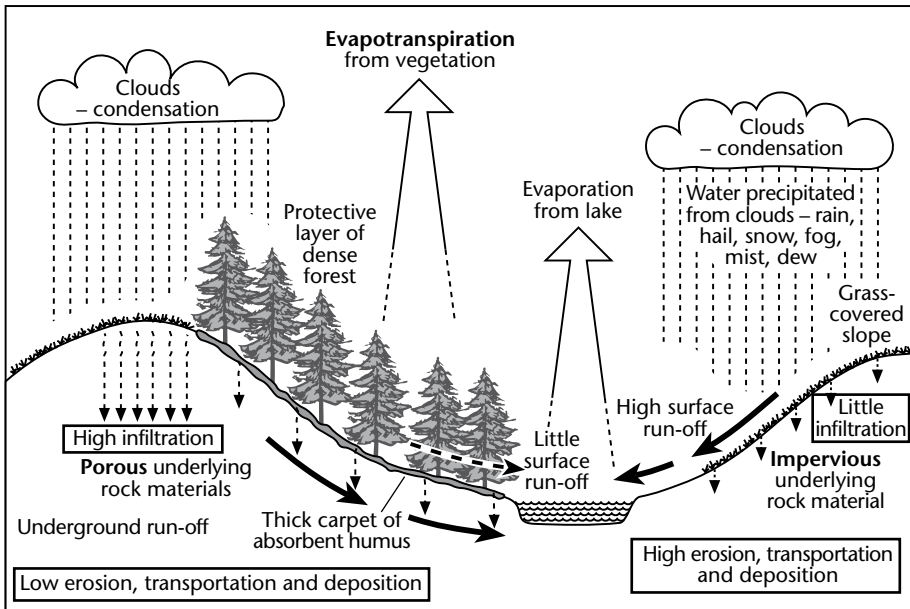 Evapotranspiration
from vegetation
Clouds
– condensation
Clouds
– condensation
Water precipitated
from clouds – rain,
hail, snow, fog,
mist, dew
Evaporation
from lake
Protective
layer of
dense
forest
Grass-
covered
slope
High surface
run-off
Little
infiltration
High infiltration
Porous underlying
rock materials
Little
surface
run-off
Impervious
underlying
rock material
Underground run-off
Thick carpet of
absorbent humus
High erosion, transportation
and deposition
Low erosion, transportation and deposition